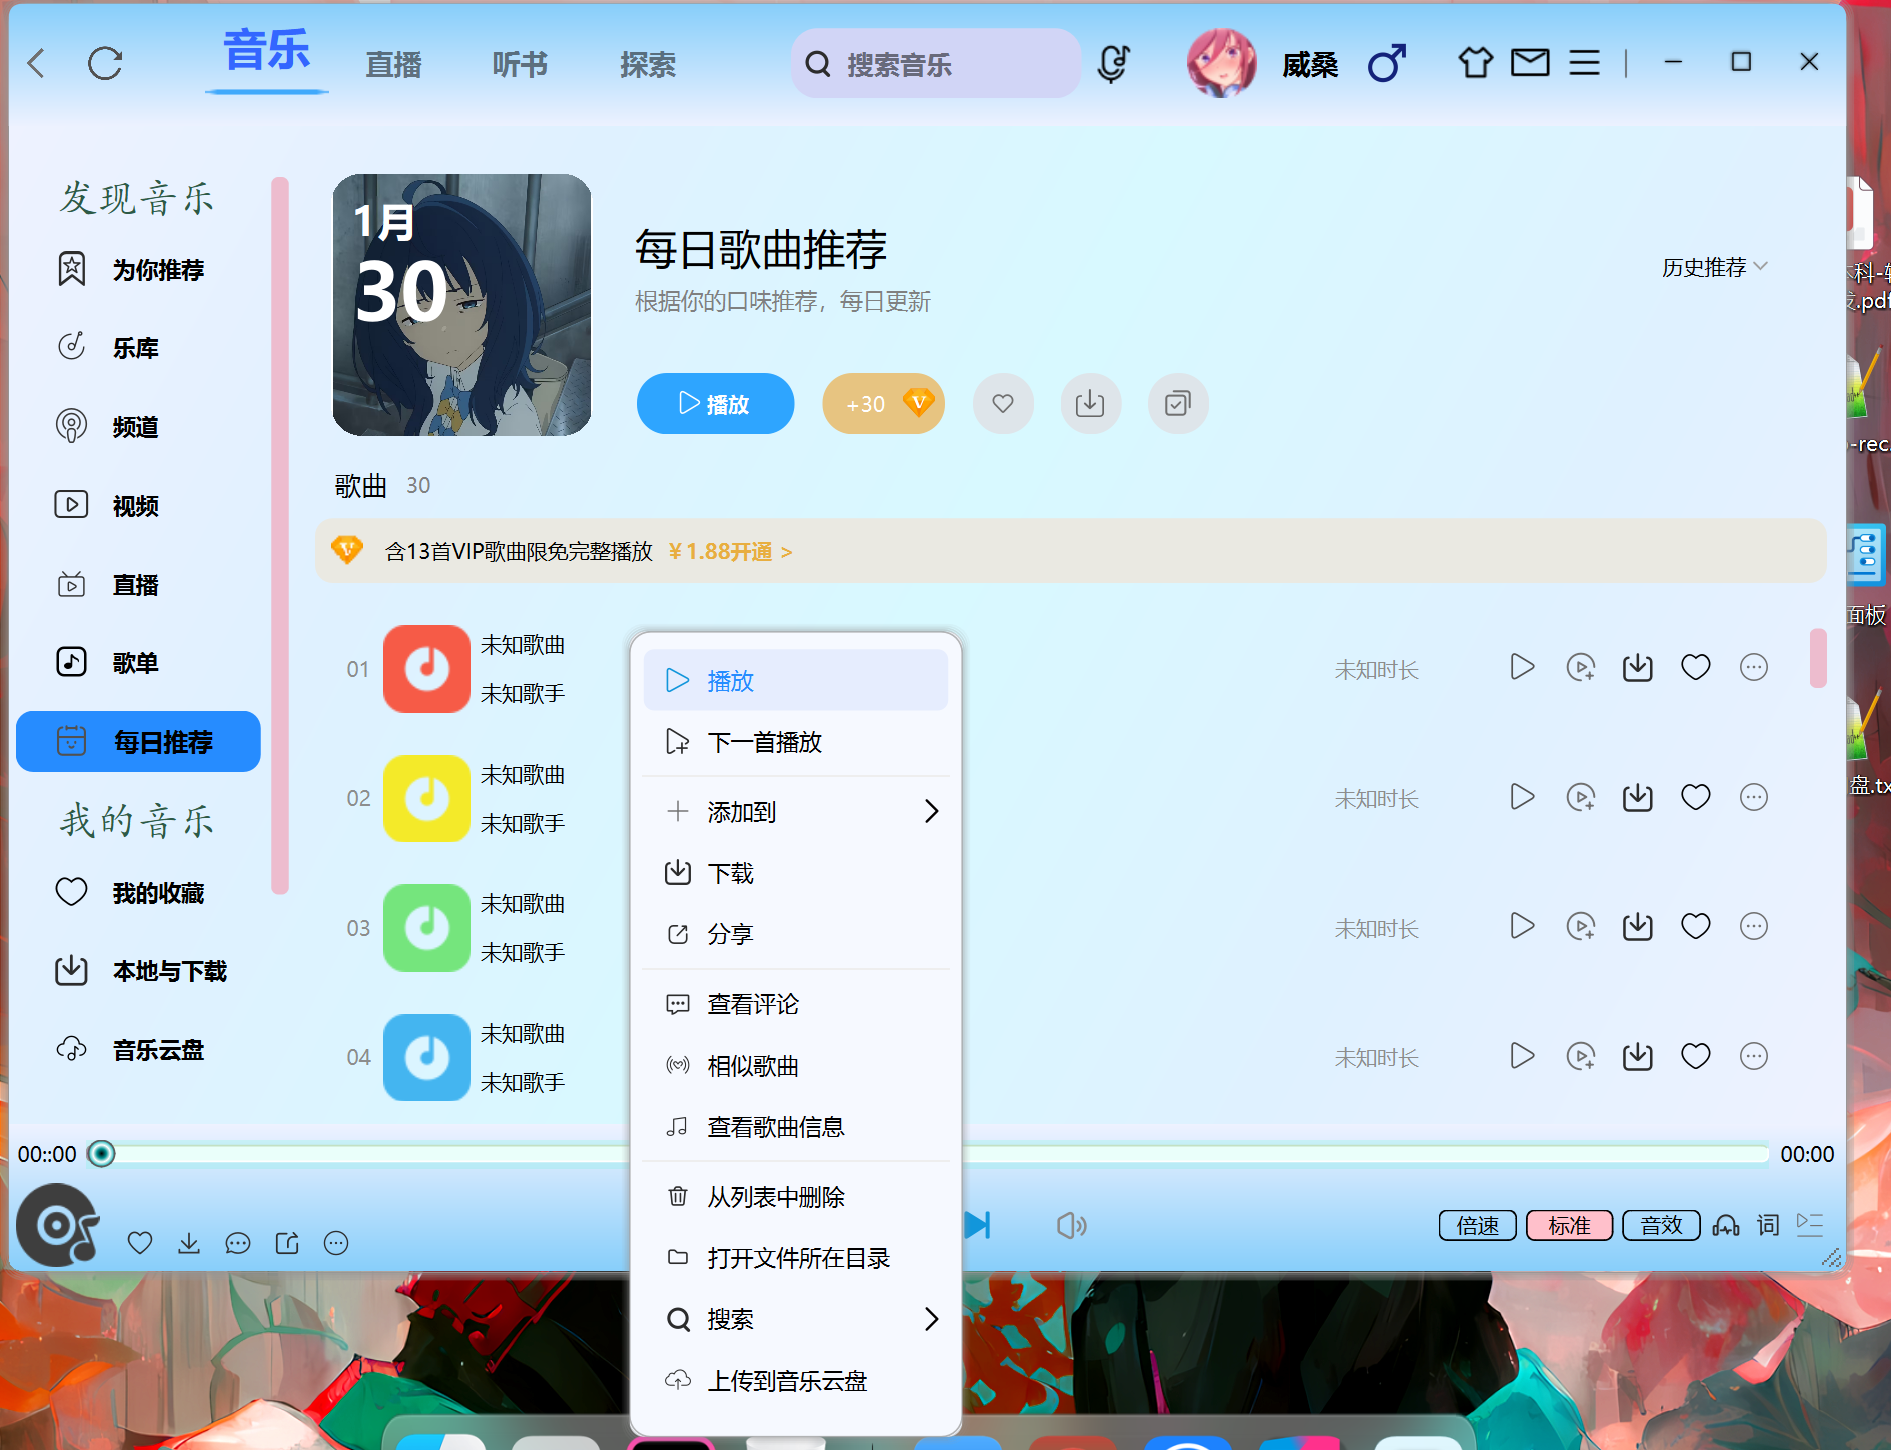 音乐
直播
听书
探索
搜索音乐
威桑
发现音乐
为你推荐
乐库
频道
视频
直播
歌单
每日推荐
我的音乐
我的收藏
本地与下载
音乐云盘
1月
30
每日歌曲推荐
根据你的口味推荐，每日更新
历史推荐
播放
+30
歌曲 30
含13首VIP歌曲限免完整播放 ¥1.88开通 >
01
未知歌曲
未知歌手
未知时长
02
未知歌曲
未知歌手
未知时长
03
未知歌曲
未知歌手
未知时长
04
未知歌曲
未知歌手
未知时长
播放
下一首播放
添加到
下载
分享
查看评论
相似歌曲
查看歌曲信息
从列表中删除
打开文件所在目录
搜索
上传到音乐云盘
00::00
00:00
倍速
标准
音效
词
.pdf
-rec.
面板
盘.tx